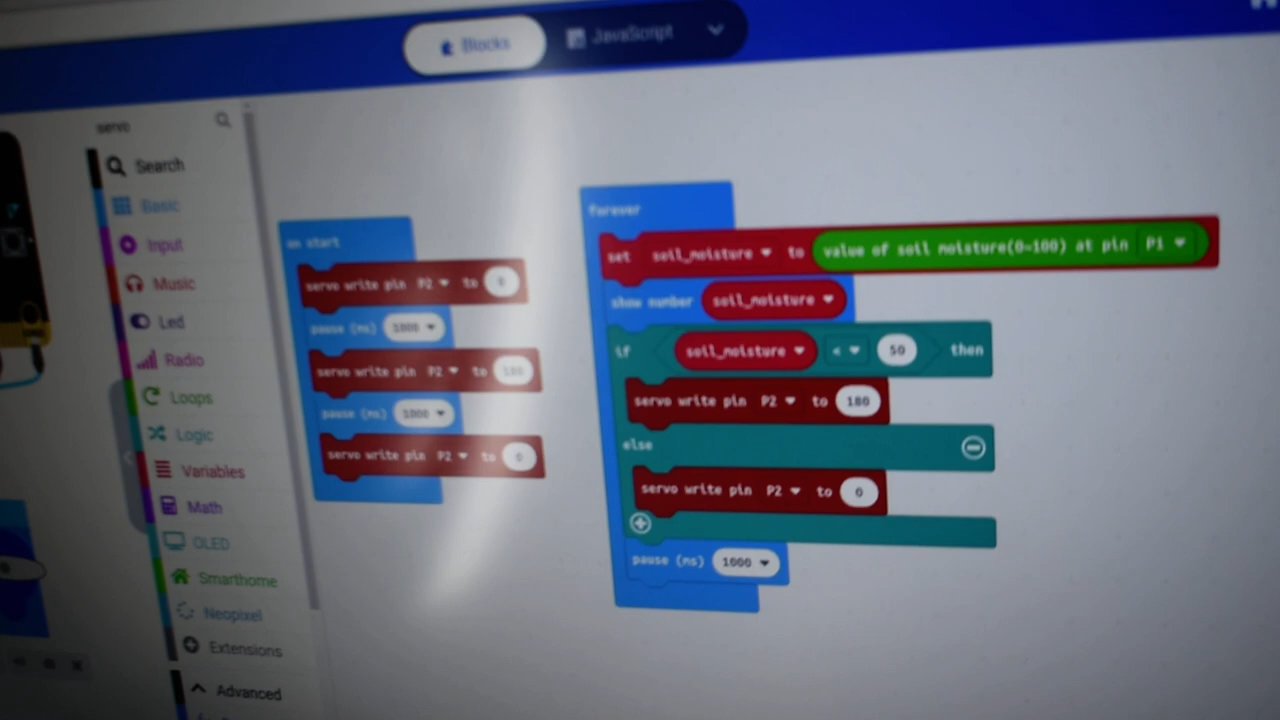 Blocks
JavaScript
servo
Search
Basic
Input
Music
Led
Radio
Loops
Logic
Variables
Math
OLED
Smarthome
Neopixel
Extensions
Advanced
on start
servo write pin P2 to 0
pause (ms) 1000
servo write pin P2 to 180
pause (ms) 1000
servo write pin P2 to 0
forever
set soil_moisture to value of soil moisture(0~100) at pin P1
show number soil_moisture
if soil_moisture < 50 then
servo write pin P2 to 180
else
servo write pin P2 to 0
pause (ms) 1000